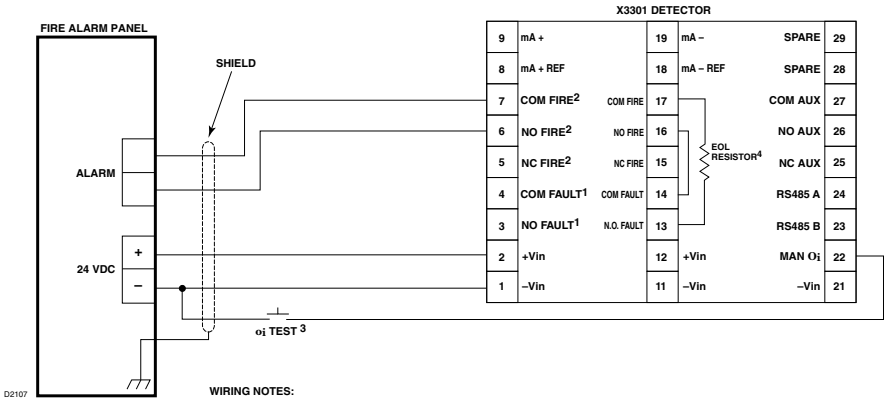 X3301 DETECTOR
FIRE ALARM PANEL
SHIELD
ALARM
+
24 VDC
–
oi TEST 3
9 mA + 19 mA – SPARE 29
8 mA + REF 18 mA – REF SPARE 28
7 COM FIRE2 COM FIRE 17 COM AUX 27
6 NO FIRE2 NO FIRE 16 NO AUX 26
EOL
RESISTOR4
5 NC FIRE2 NC FIRE 15 NC AUX 25
4 COM FAULT1 COM FAULT 14 RS485 A 24
3 NO FAULT1 N.O. FAULT 13 RS485 B 23
2 +Vin 12 +Vin MAN Oi 22
1 –Vin 11 –Vin –Vin 21
D2107
WIRING NOTES: